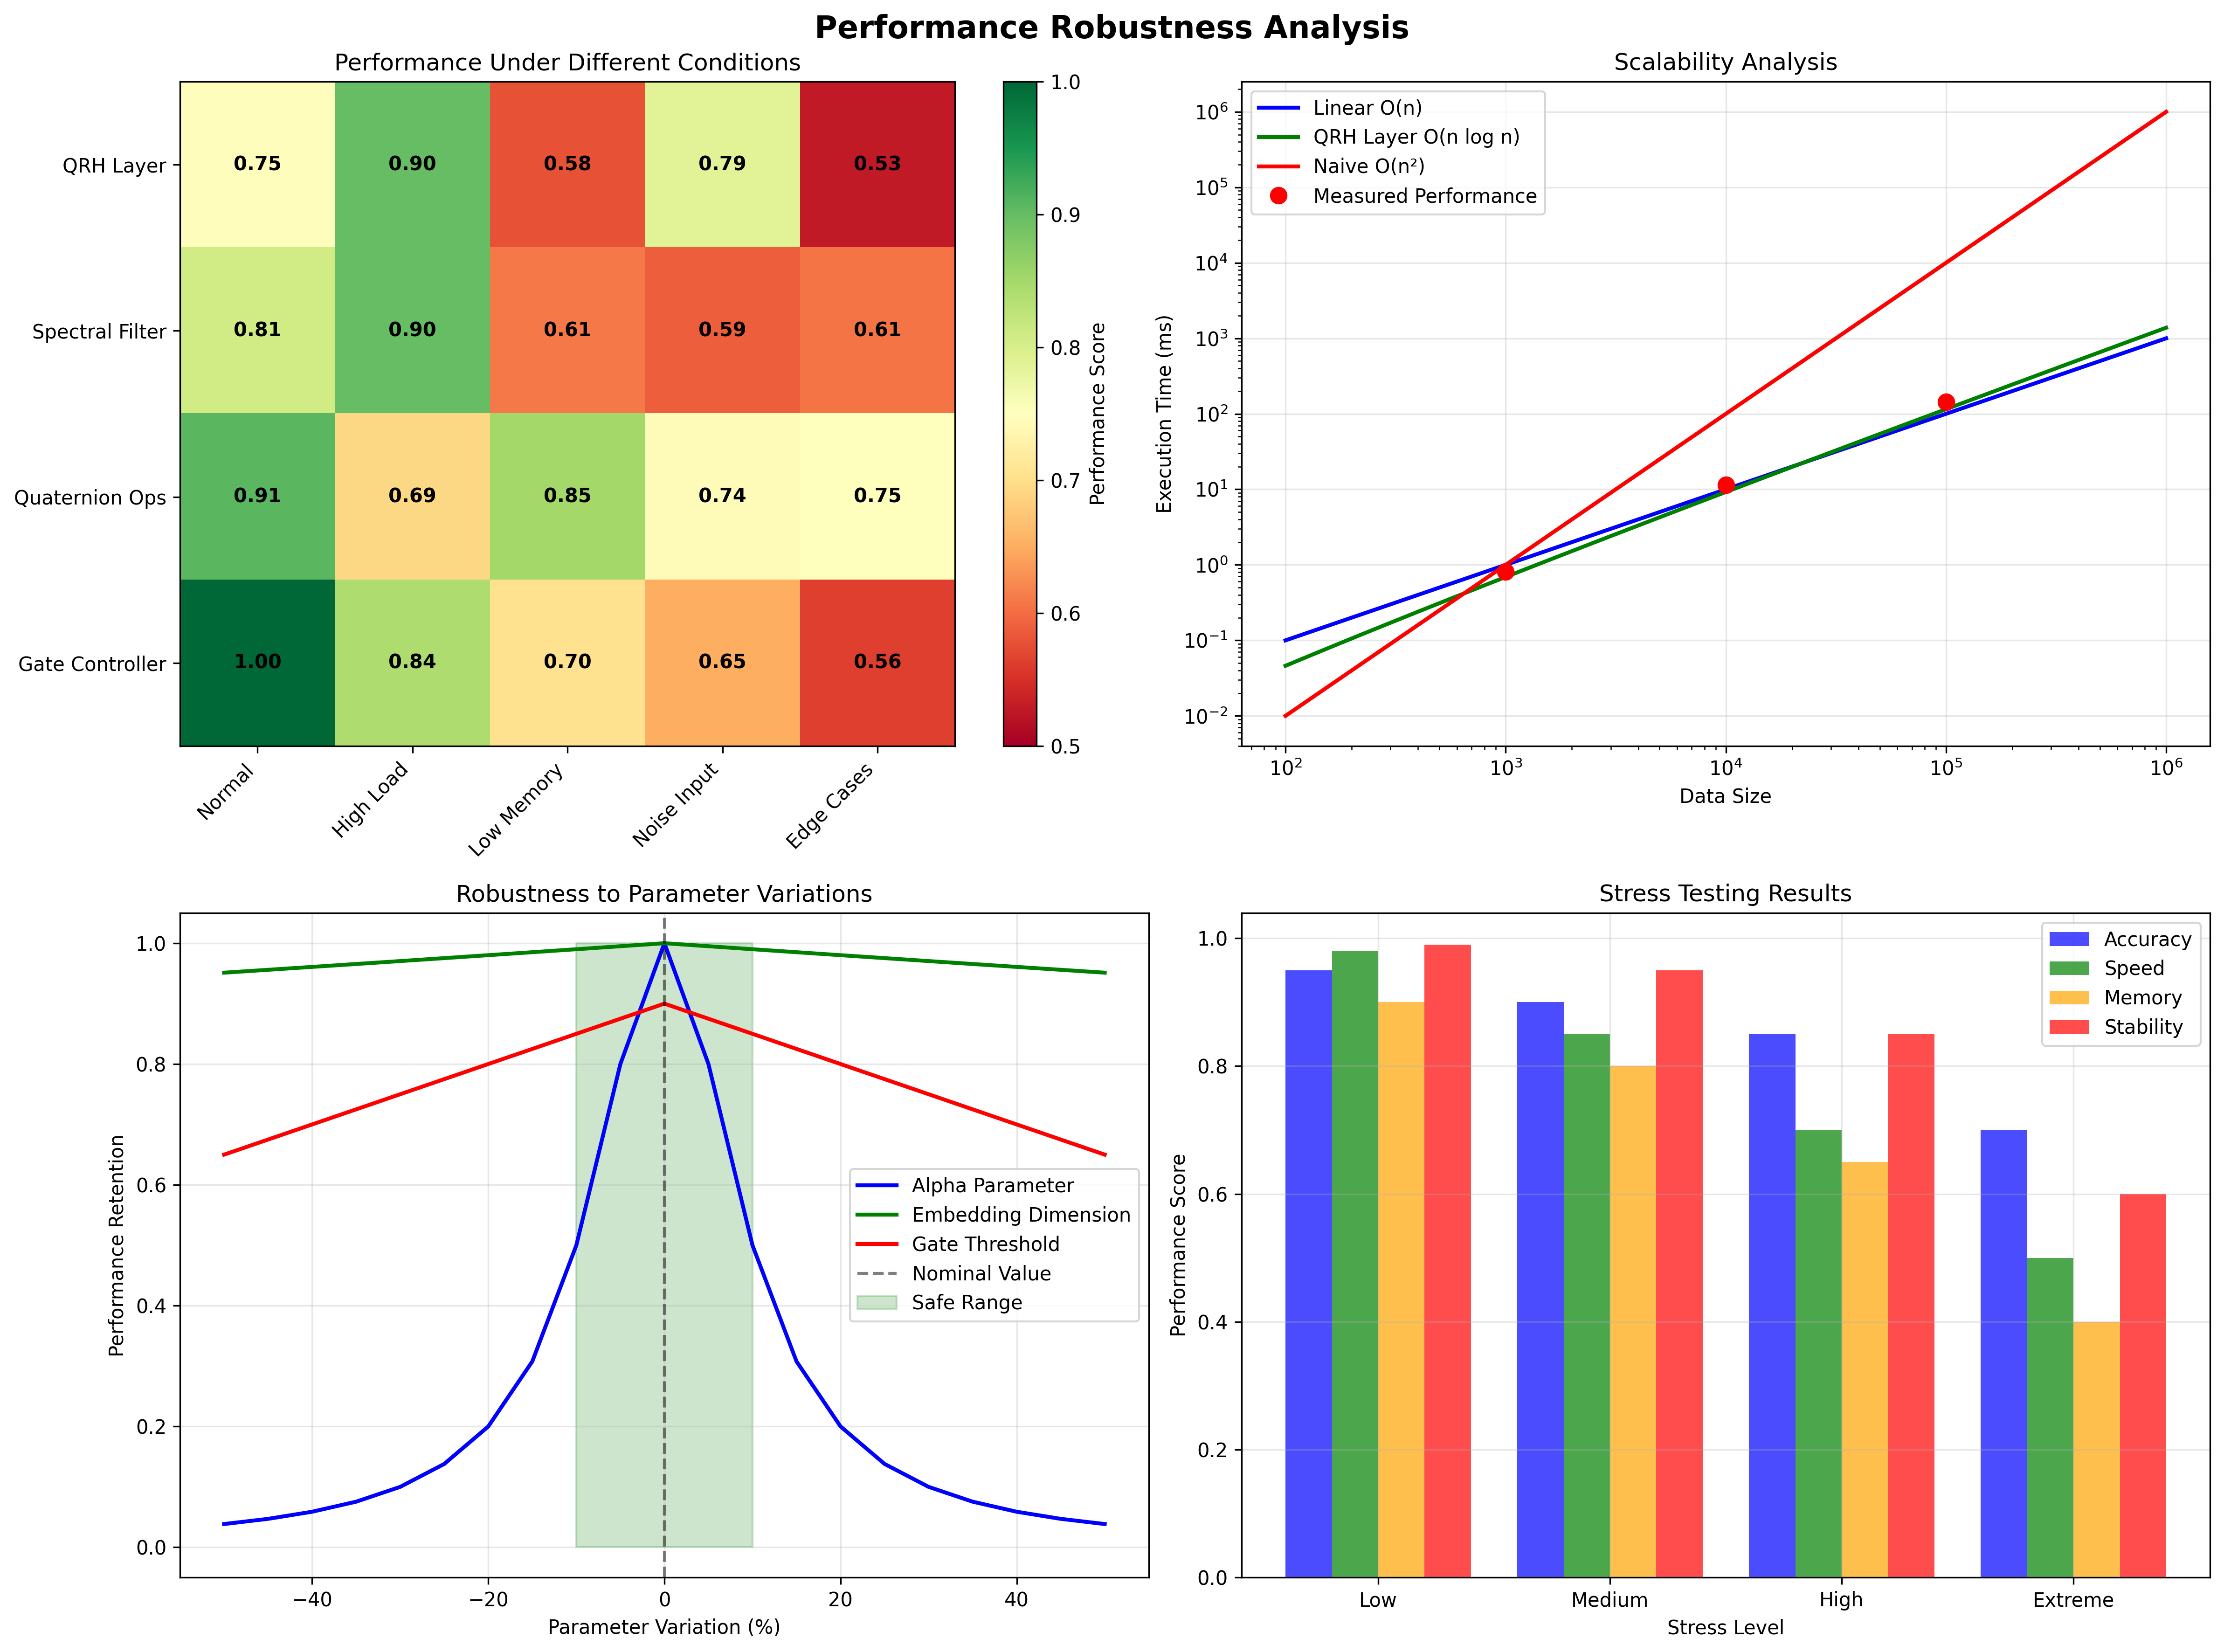 Performance Robustness Analysis
Performance Under Different Conditions
QRH Layer
0.75 0.90 0.58 0.79 0.53
Spectral Filter
0.81 0.90 0.61 0.59 0.61
Quaternion Ops
0.91 0.69 0.85 0.74 0.75
Gate Controller
1.00 0.84 0.70 0.65 0.56
Normal
High Load
Low Memory
Noise Input
Edge Cases
1.0
0.9
0.8
0.7
0.6
0.5
Performance Score
Scalability Analysis
Linear O(n)
QRH Layer O(n log n)
Naive O(n²)
Measured Performance
10⁶
10⁵
10⁴
10³
10²
10¹
10⁰
10⁻¹
10⁻²
Execution Time (ms)
10² 10³ 10⁴ 10⁵ 10⁶
Data Size
Robustness to Parameter Variations
1.0
0.8
0.6
0.4
0.2
0.0
Performance Retention
Alpha Parameter
Embedding Dimension
Gate Threshold
Nominal Value
Safe Range
−40 −20 0 20 40
Parameter Variation (%)
Stress Testing Results
1.0
0.8
0.6
0.4
0.2
0.0
Performance Score
Accuracy
Speed
Memory
Stability
Low Medium High Extreme
Stress Level